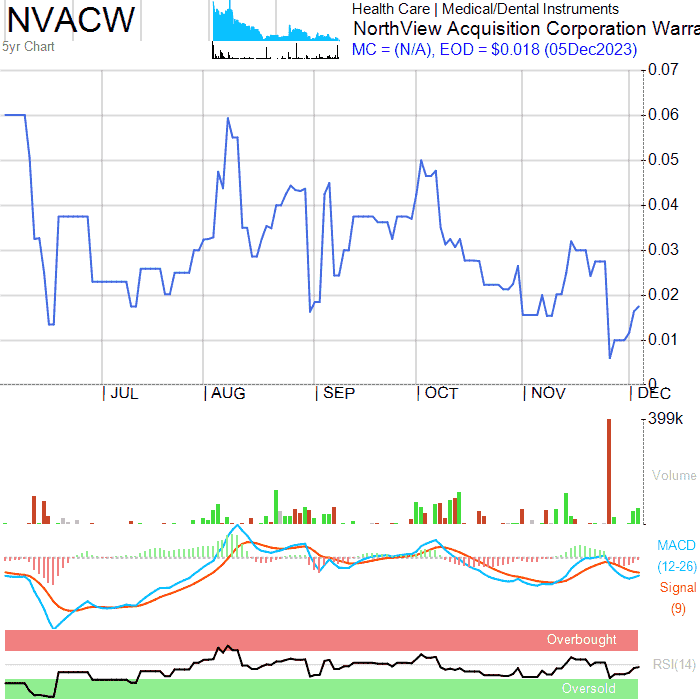 NVACW
5yr Chart
Health Care | Medical/Dental Instruments
NorthView Acquisition Corporation Warra
MC = (N/A), EOD = $0.018 (05Dec2023)
0.07
0.06
0.05
0.04
0.03
0.02
0.01
0
| JUL | AUG | SEP | OCT | NOV | DEC
399k
Volume
MACD
(12-26)
Signal
(9)
Overbought
RSI(14)
Oversold